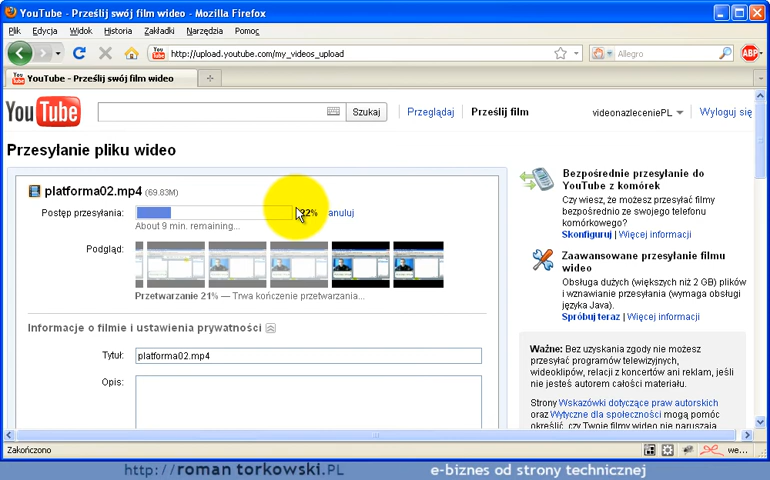 YouTube - Prześlij swój film wideo - Mozilla Firefox
Plik Edycja Widok Historia Zakładki Narzędzia Pomoc
http://upload.youtube.com/my_videos_upload
Allegro
ABP
YouTube - Prześlij swój film wideo
YouTube
Szukaj
Przeglądaj
Prześlij film
videonazleceniePL
Wyloguj się
Przesyłanie pliku wideo
platforma02.mp4 (69.83M)
Postęp przesyłania: 22% anuluj
About 9 min. remaining...
Podgląd:
Przetwarzanie 21% — Trwa kończenie przetwarzania...
Informacje o filmie i ustawienia prywatności
Tytuł: platforma02.mp4
Opis:
Bezpośrednie przesyłanie do
YouTube z komórek
Czy wiesz, że możesz przesyłać filmy
bezpośrednio ze swojego telefonu
komórkowego?
Skonfiguruj | Więcej informacji
Zaawansowane przesyłanie filmu
wideo
Obsługa dużych (większych niż 2 GB) plików
i wznawianie przesyłania (wymaga obsługi
języka Java).
Spróbuj teraz | Więcej informacji
Ważne: Bez uzyskania zgody nie możesz
przesyłać programów telewizyjnych,
wideoklipów, relacji z koncertów ani reklam, jeśli
nie jesteś autorem całości materiału.
Strony Wskazówki dotyczące praw autorskich
oraz Wytyczne dla społeczności mogą pomóc
określić, czy Twoje filmy wideo nie naruszają
Zakończono
we...
http://roman torkowski.PL
e-biznes od strony technicznej